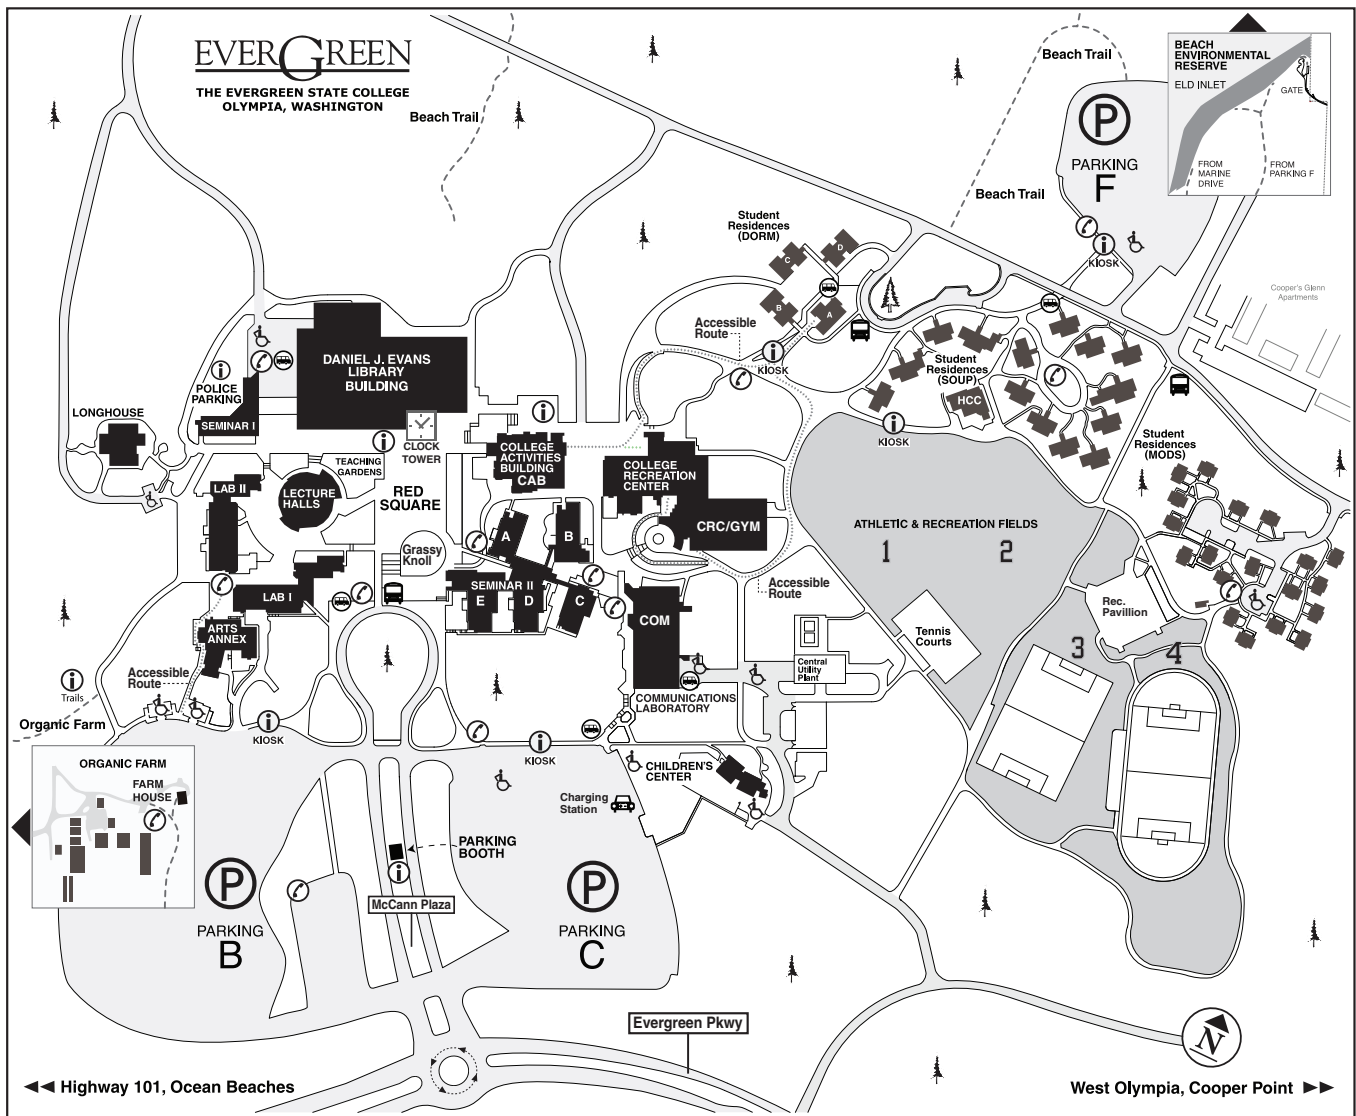 EVERGREEN
THE EVERGREEN STATE COLLEGE
OLYMPIA, WASHINGTON
Beach Trail
Beach Trail
P
PARKING
F
Beach Trail
KIOSK
BEACH
ENVIRONMENTAL
RESERVE
ELD INLET
GATE
FROM
MARINE
DRIVE
FROM
PARKING F
Cooper's Glenn
Apartments
Student
Residences
(DORM)
C
D
B
A
Accessible
Route
KIOSK
Student
Residences
(SOUP)
HCC
KIOSK
Student
Residences
(MODS)
DANIEL J. EVANS
LIBRARY
BUILDING
POLICE
PARKING
SEMINAR I
LONGHOUSE
CLOCK
TOWER
TEACHING
GARDENS
RED
SQUARE
LAB II
LECTURE
HALLS
COLLEGE
ACTIVITIES
BUILDING
CAB
COLLEGE
RECREATION
CENTER
CRC/GYM
Grassy
Knoll
A
B
SEMINAR II
E
D
C
LAB I
ARTS
ANNEX
Accessible
Route
COM
COMMUNICATIONS
LABORATORY
Accessible
Route
Central
Utility
Plant
ATHLETIC & RECREATION FIELDS
1
2
Tennis
Courts
Rec.
Pavillion
3
4
Trails
Organic Farm
KIOSK
KIOSK
CHILDREN'S
CENTER
Charging
Station
ORGANIC FARM
FARM
HOUSE
PARKING
BOOTH
McCann Plaza
P
PARKING
B
P
PARKING
C
Evergreen Pkwy
N
Highway 101, Ocean Beaches
West Olympia, Cooper Point